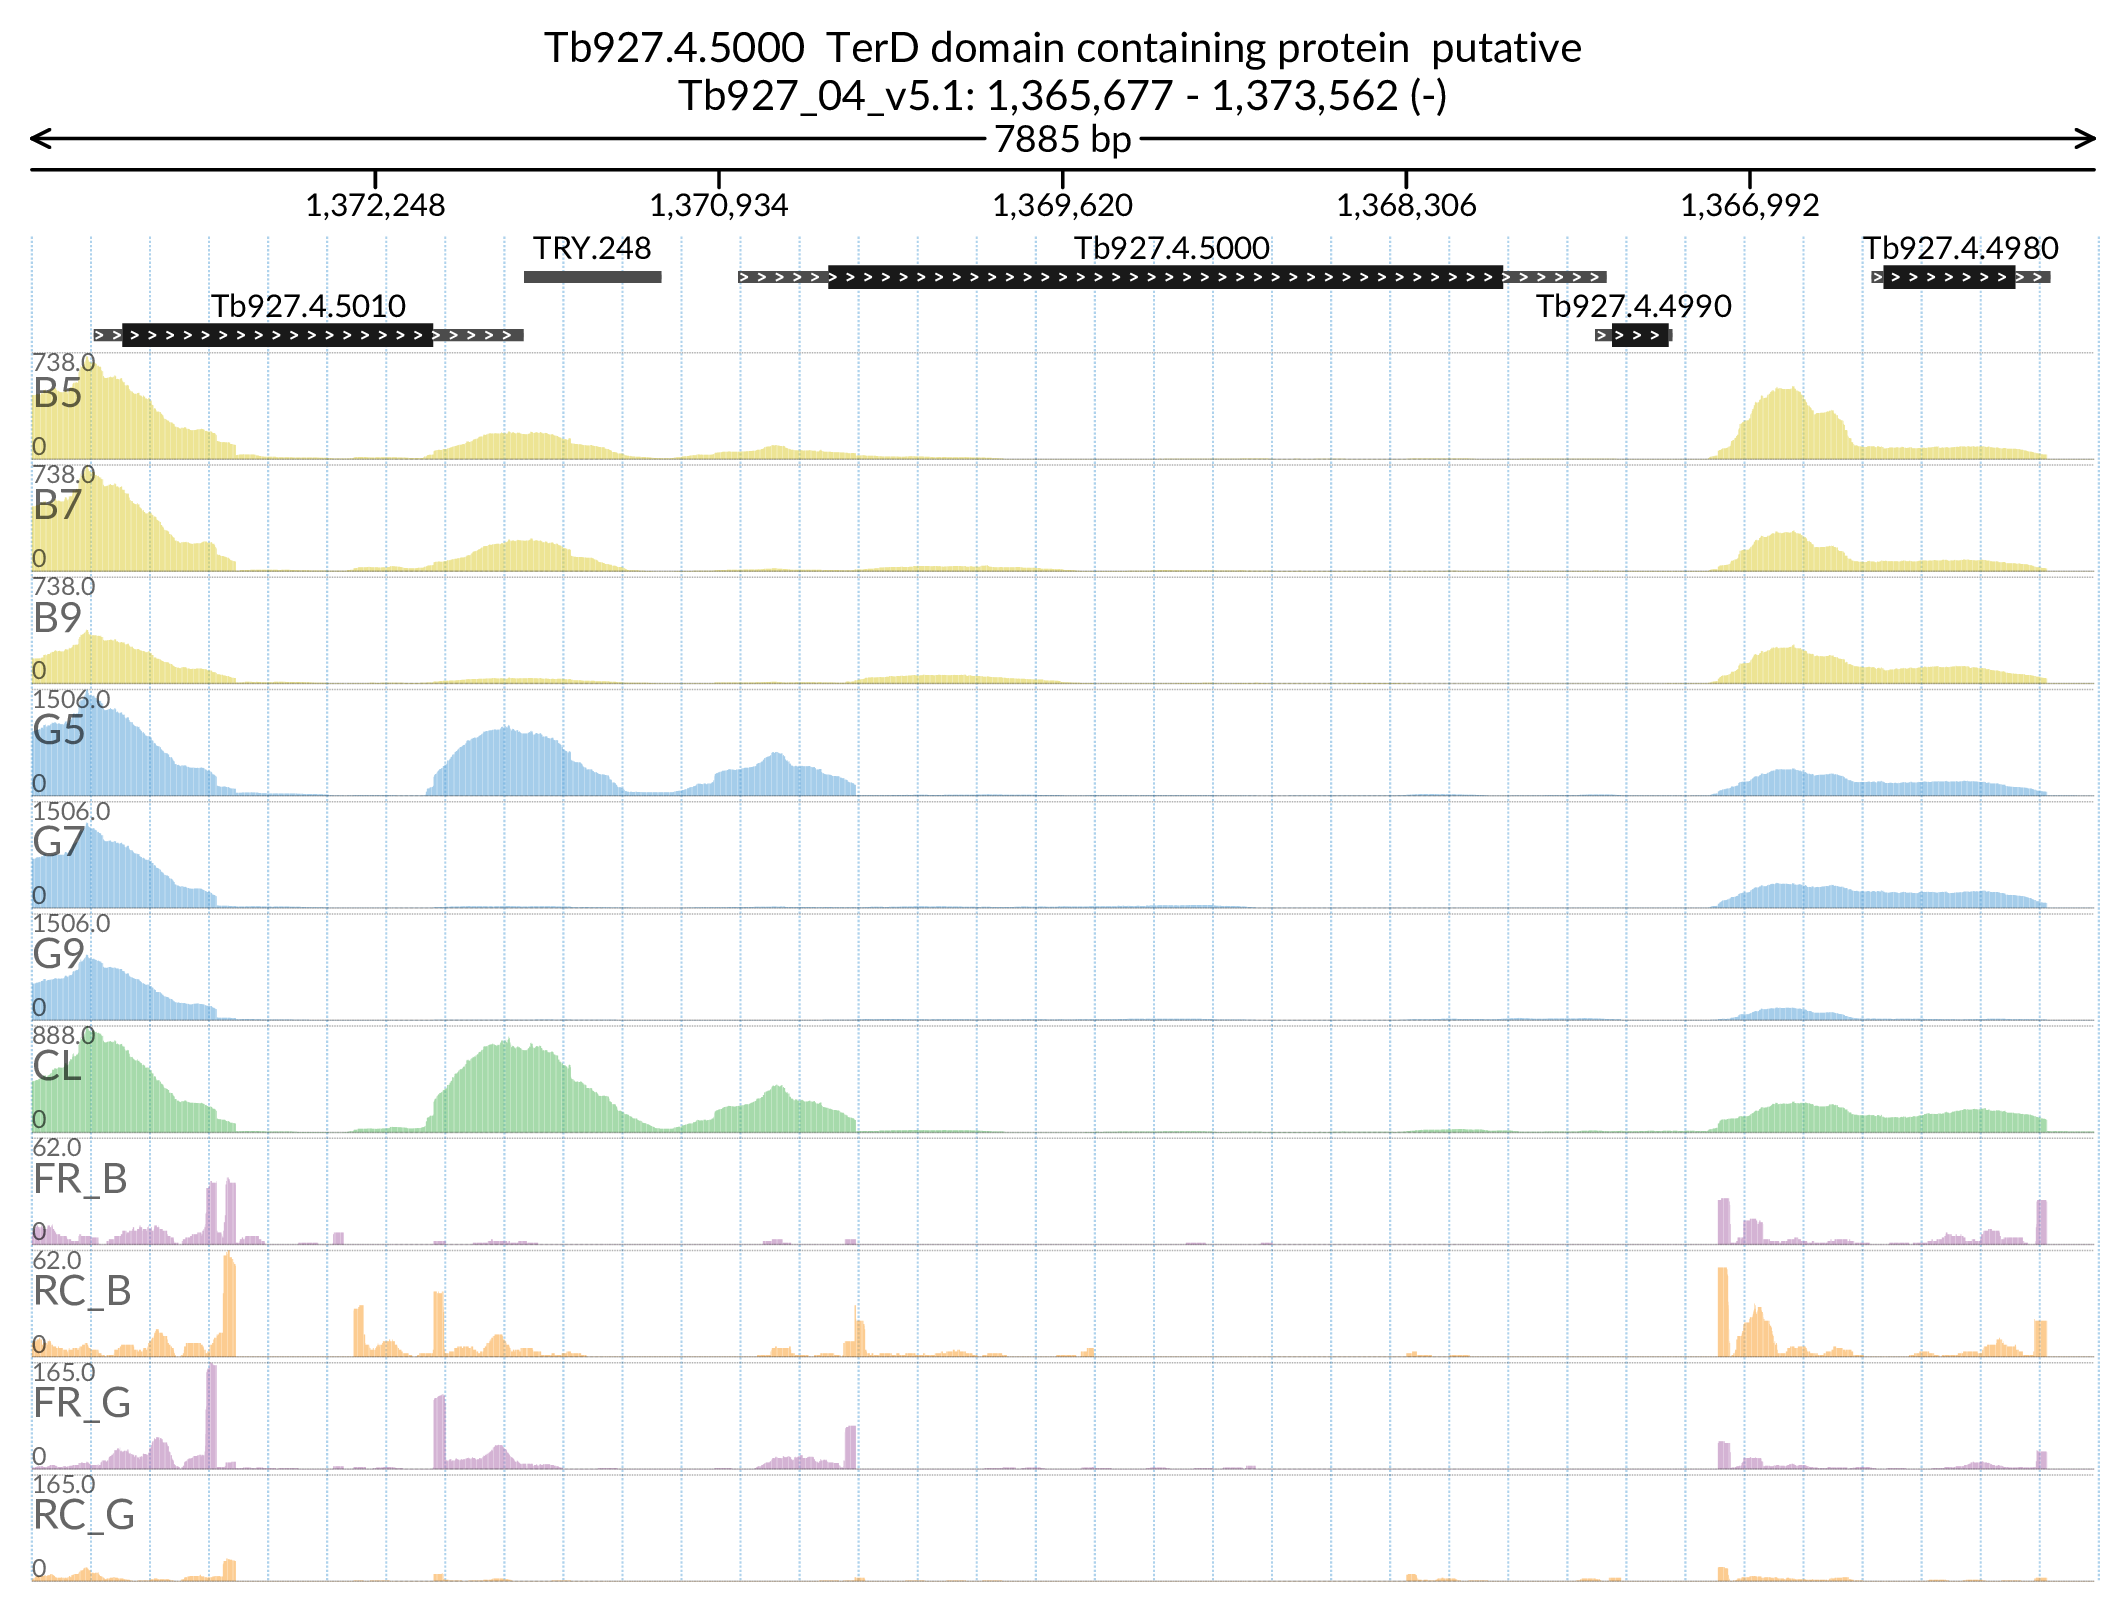 Tb927.4.5000  TerD domain containing protein  putative
Tb927_04_v5.1: 1,365,677 - 1,373,562 (-)
7885 bp
1,372,248 1,370,934 1,369,620 1,368,306 1,366,992
TRY.248 Tb927.4.5000 Tb927.4.4980
Tb927.4.5010 Tb927.4.4990
738.0
B5
0
738.0
B7
0
738.0
B9
0
1506.0
G5
0
1506.0
G7
0
1506.0
G9
0
888.0
CL
0
62.0
FR_B
0
62.0
RC_B
0
165.0
FR_G
0
165.0
RC_G
0